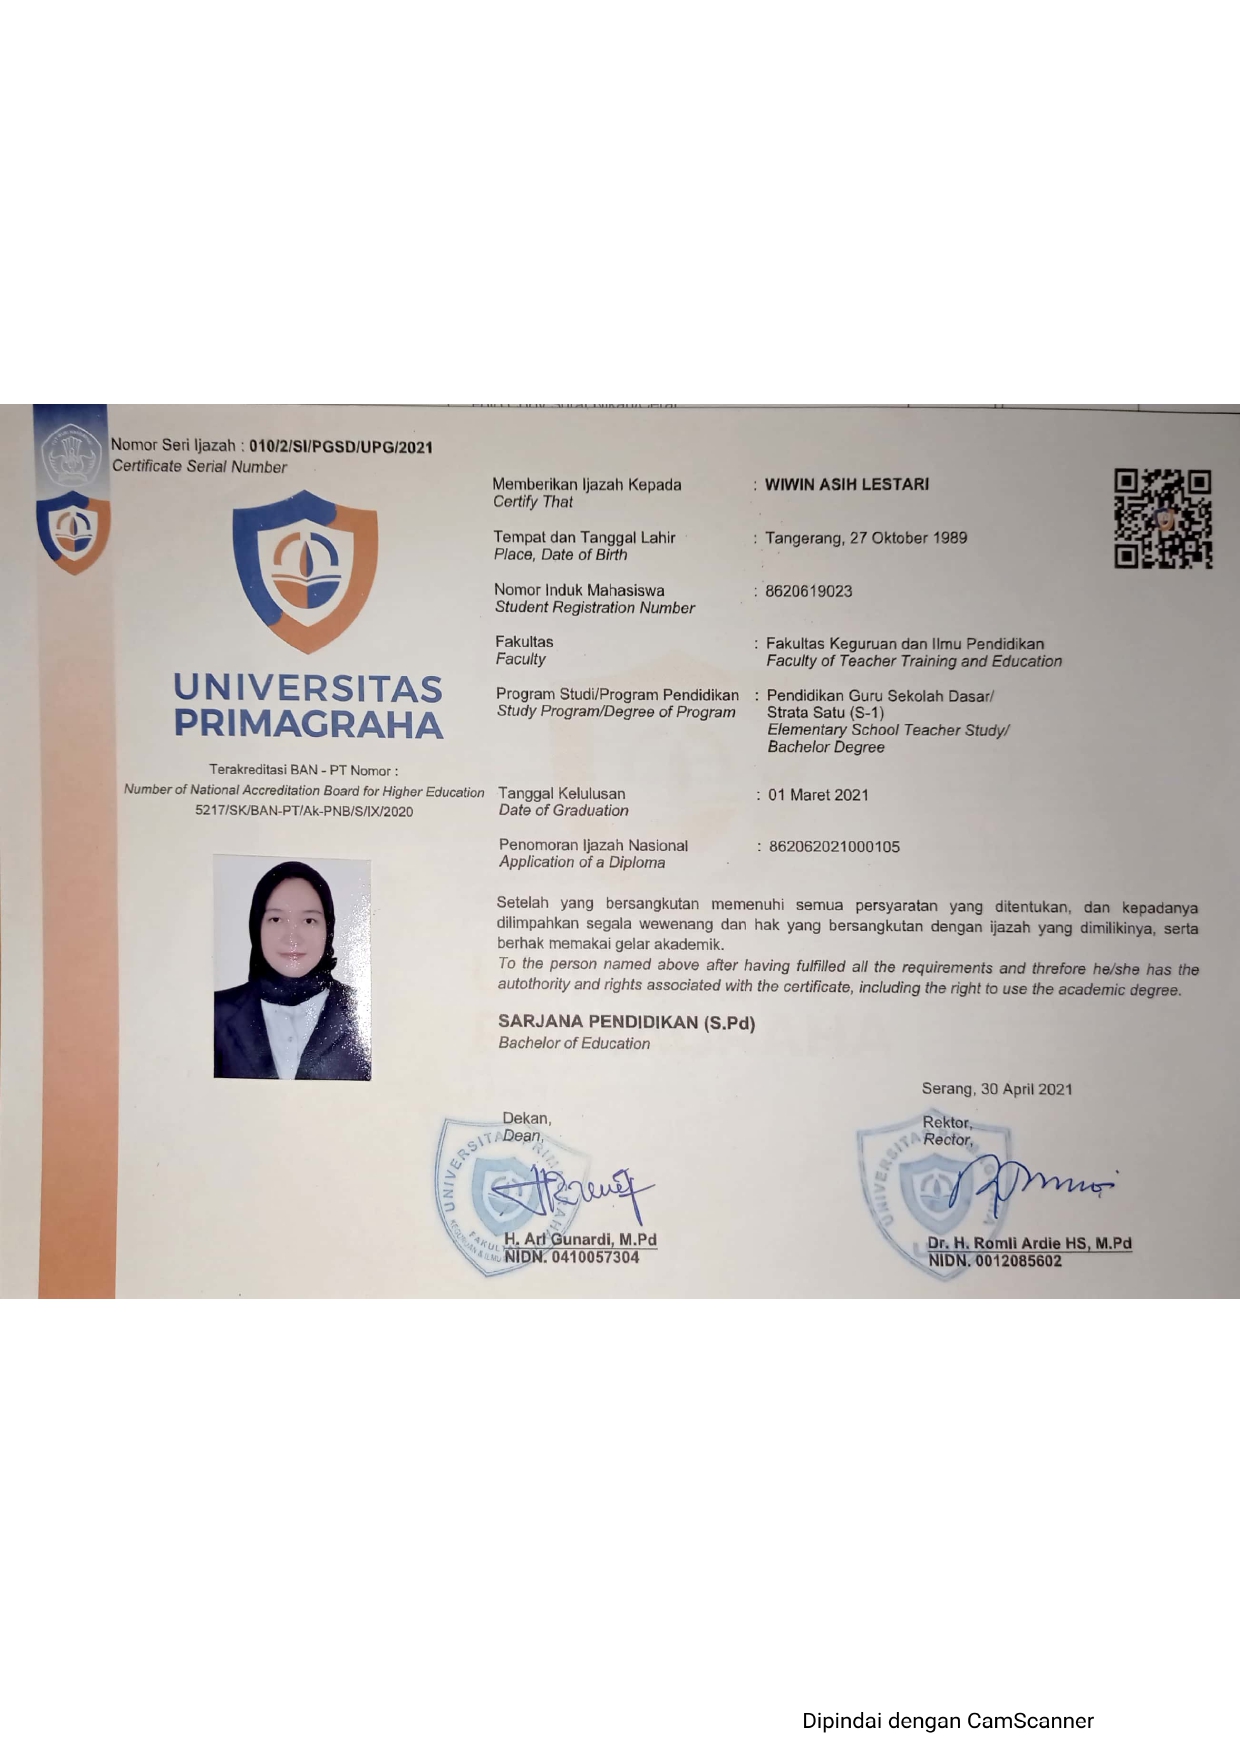 Nomor Seri Ijazah : 010/2/SI/PGSD/UPG/2021
Certificate Serial Number
UNIVERSITAS
PRIMAGRAHA
Terakreditasi BAN - PT Nomor :
Number of National Accreditation Board for Higher Education
5217/SK/BAN-PT/Ak-PNB/S/IX/2020
Memberikan Ijazah Kepada : WIWIN ASIH LESTARI
Certify That
Tempat dan Tanggal Lahir : Tangerang, 27 Oktober 1989
Place, Date of Birth
Nomor Induk Mahasiswa : 8620619023
Student Registration Number
Fakultas : Fakultas Keguruan dan Ilmu Pendidikan
Faculty Faculty of Teacher Training and Education
Program Studi/Program Pendidikan : Pendidikan Guru Sekolah Dasar/
Study Program/Degree of Program Strata Satu (S-1)
Elementary School Teacher Study/
Bachelor Degree
Tanggal Kelulusan : 01 Maret 2021
Date of Graduation
Penomoran Ijazah Nasional : 862062021000105
Application of a Diploma
Setelah yang bersangkutan memenuhi semua persyaratan yang ditentukan, dan kepadanya
dilimpahkan segala wewenang dan hak yang bersangkutan dengan ijazah yang dimilikinya, serta
berhak memakai gelar akademik.
To the person named above after having fulfilled all the requirements and threfore he/she has the
autothority and rights associated with the certificate, including the right to use the academic degree.
SARJANA PENDIDIKAN (S.Pd)
Bachelor of Education
Serang, 30 April 2021
Dekan,
Dean,
UNIVERSITAS PRIMAGRAHA
H. Ari Gunardi, M.Pd
NIDN. 0410057304
Rektor,
Rector,
UNIVERSITAS PRIMAGRAHA
Dr. H. Romli Ardie HS, M.Pd
NIDN. 0012085602
Dipindai dengan CamScanner